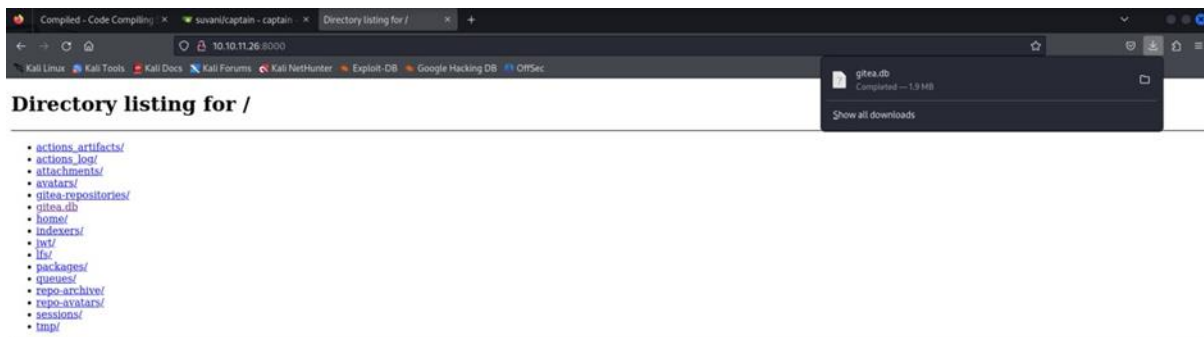 Compiled - Code Compiling S
suvani/captain - captain -
Directory listing for /
10.10.11.26:8000
Kali Linux Kali Tools Kali Docs Kali Forums Kali NetHunter Exploit-DB Google Hacking DB OffSec
gitea.db
Completed — 1.9 MB
Show all downloads
Directory listing for /
actions_artifacts/
actions_log/
attachments/
avatars/
gitea-repositories/
gitea.db
home/
indexers/
jwt/
lfs/
packages/
queues/
repo-archive/
repo-avatars/
sessions/
tmp/